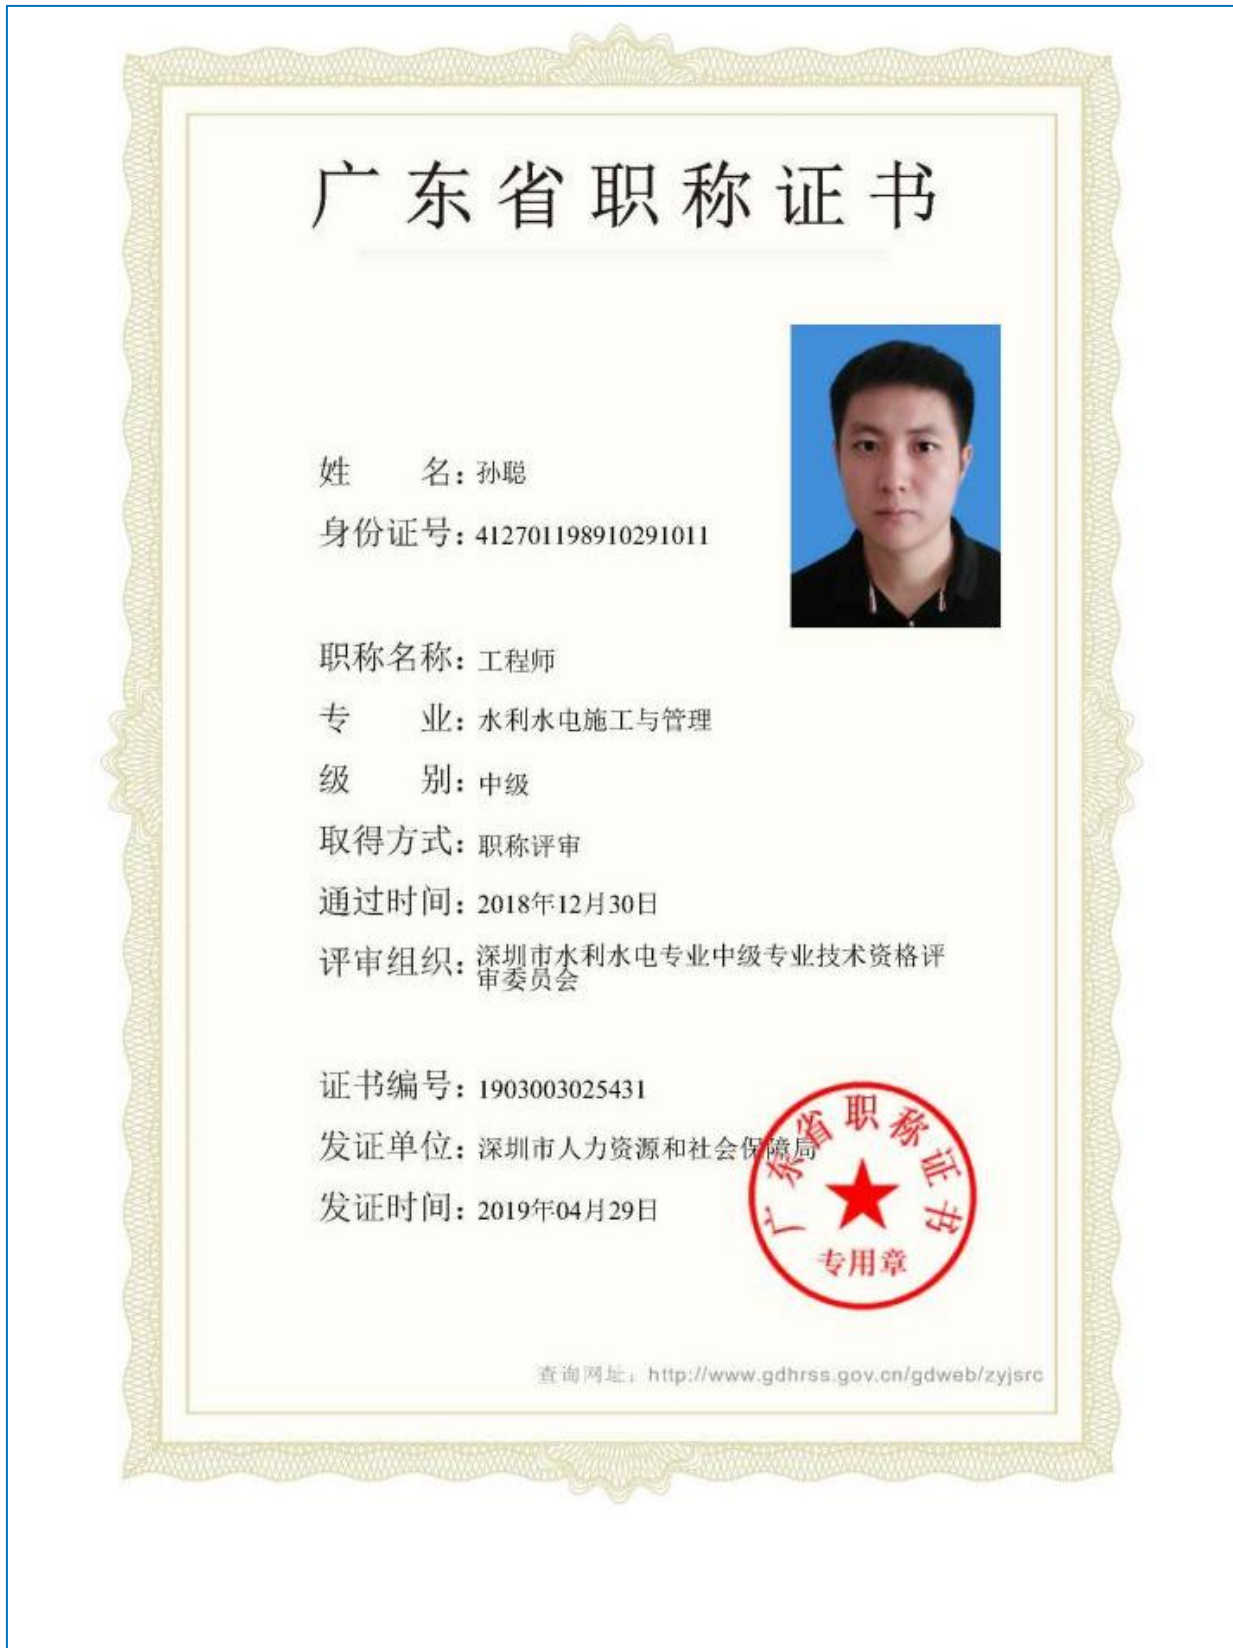 广东省职称证书
姓 名：孙聪
身份证号：412701198910291011
职称名称：工程师
专 业：水利水电施工与管理
级 别：中级
取得方式：职称评审
通过时间：2018年12月30日
评审组织：深圳市水利水电专业中级专业技术资格评
审委员会
证书编号：1903003025431
发证单位：深圳市人力资源和社会保障局
发证时间：2019年04月29日
广东省职称证书
专用章
查询网址：http://www.gdhrss.gov.cn/gdweb/zyjsrc